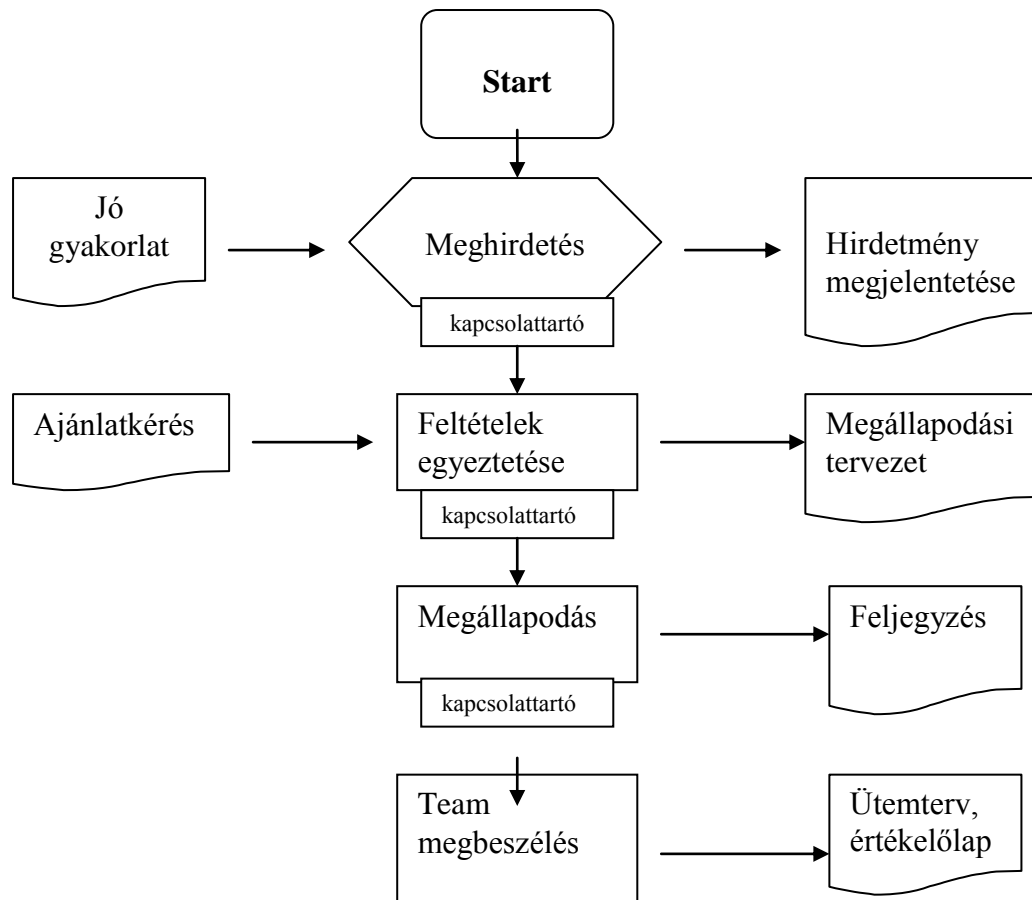 Start
Jó
gyakorlat
Meghirdetés
Hirdetmény
megjelentetése
kapcsolattartó
Ajánlatkérés
Feltételek
egyeztetése
Megállapodási
tervezet
kapcsolattartó
Megállapodás
Feljegyzés
kapcsolattartó
Team
megbeszélés
Ütemterv,
értékelőlap